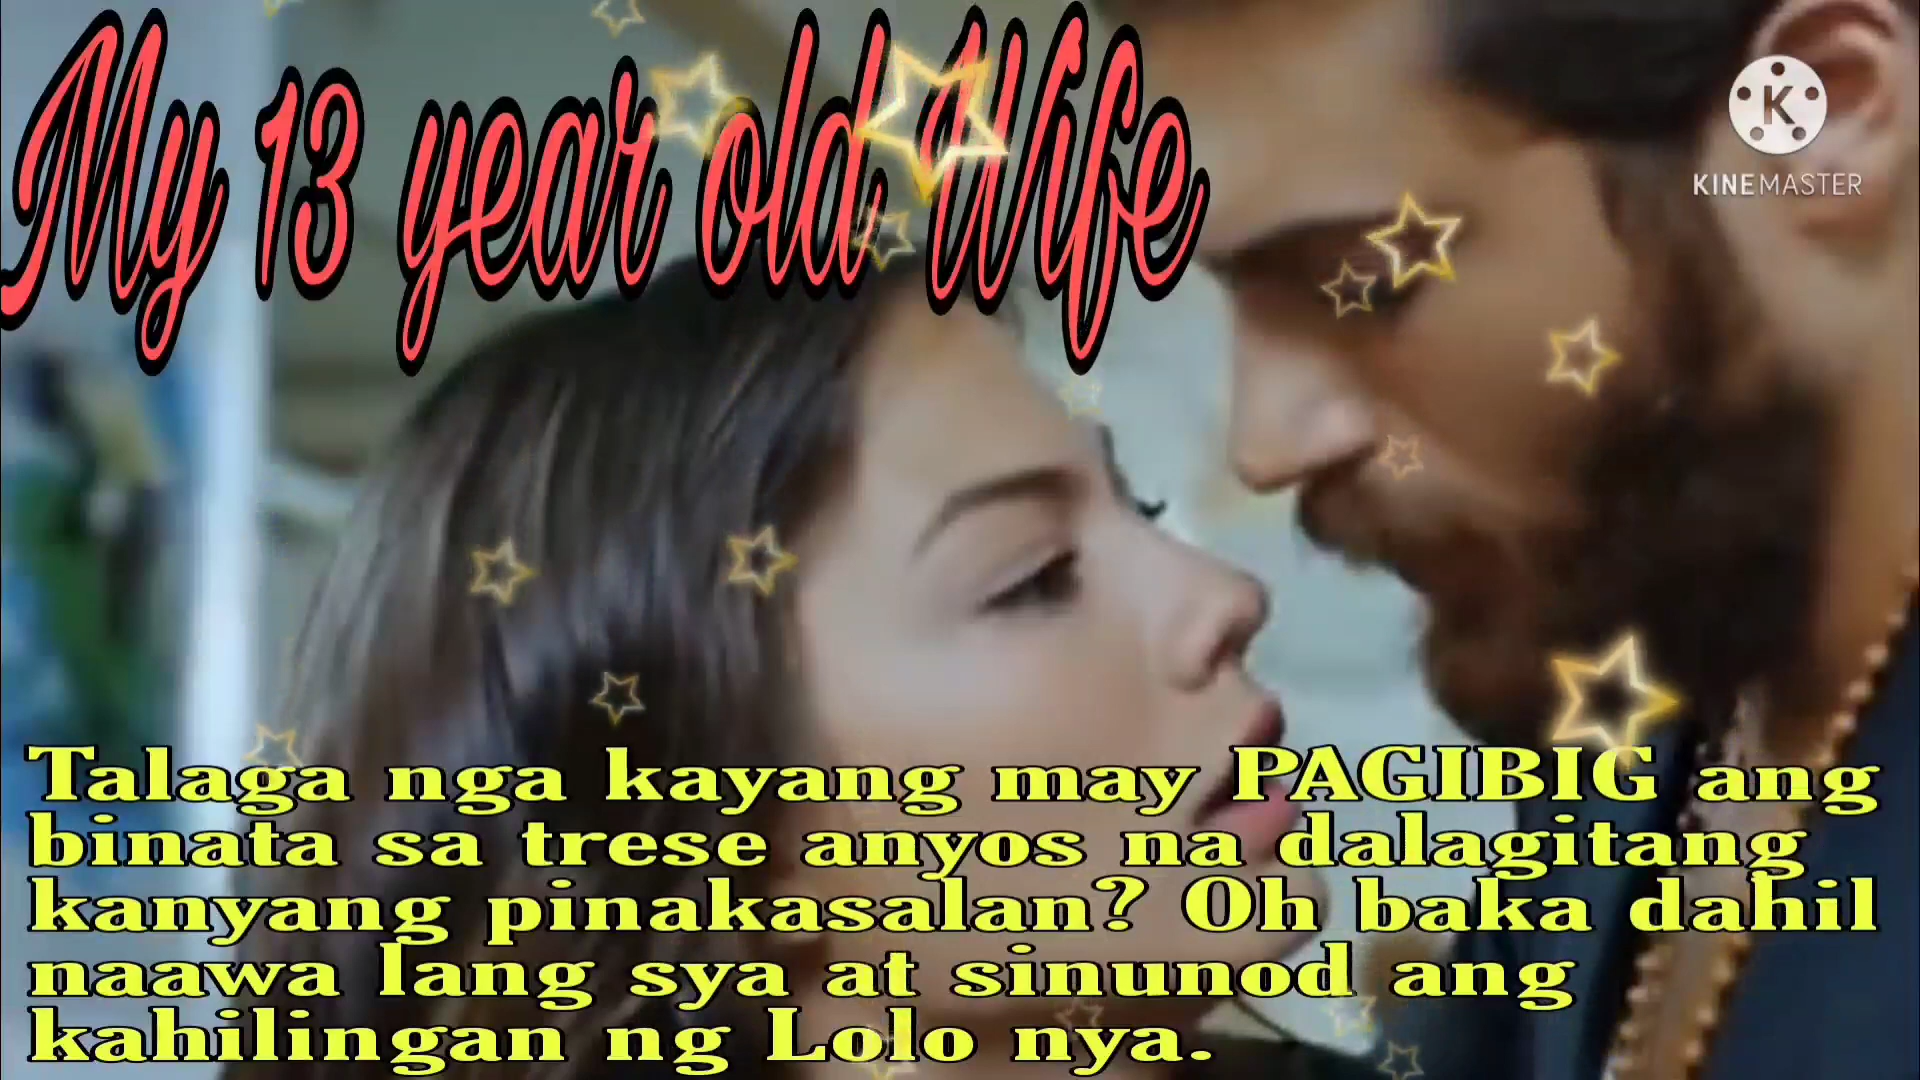 My 13 year old Wife
KINEMASTER
Talaga nga kayang may PAGIBIG ang
binata sa trese anyos na dalagitang
kanyang pinakasalan? Oh baka dahil
naawa lang sya at sinunod ang
kahilingan ng Lolo nya.